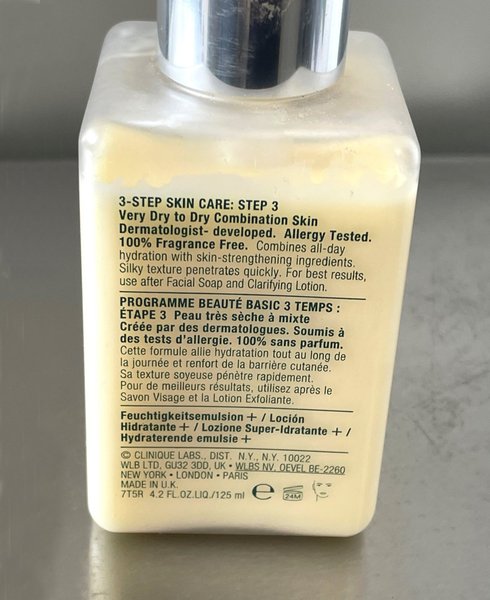 3-STEP SKIN CARE: STEP 3
Very Dry to Dry Combination Skin
Dermatologist- developed. Allergy Tested.
100% Fragrance Free. Combines all-day
hydration with skin-strengthening ingredients.
Silky texture penetrates quickly. For best results,
use after Facial Soap and Clarifying Lotion.
PROGRAMME BEAUTÉ BASIC 3 TEMPS :
ÉTAPE 3 Peau très sèche à mixte
Créée par des dermatologues. Soumis à
des tests d'allergie. 100% sans parfum.
Cette formule allie hydratation tout au long de
la journée et renfort de la barrière cutanée.
Sa texture soyeuse pénètre rapidement.
Pour de meilleurs résultats, utilisez après le
Savon Visage et la Lotion Exfoliante.
Feuchtigkeitsemulsion + / Loción
Hidratante + / Lozione Super-Idratante + /
Hydraterende emulsie +
© CLINIQUE LABS., DIST. N.Y., N.Y. 10022
WLB LTD, GU32 3DD, UK • WLBS NV. OEVEL BE-2260
NEW YORK • LONDON • PARIS
MADE IN U.K.
7T5R 4.2 FL.OZ.LIQ./125 ml e 24M